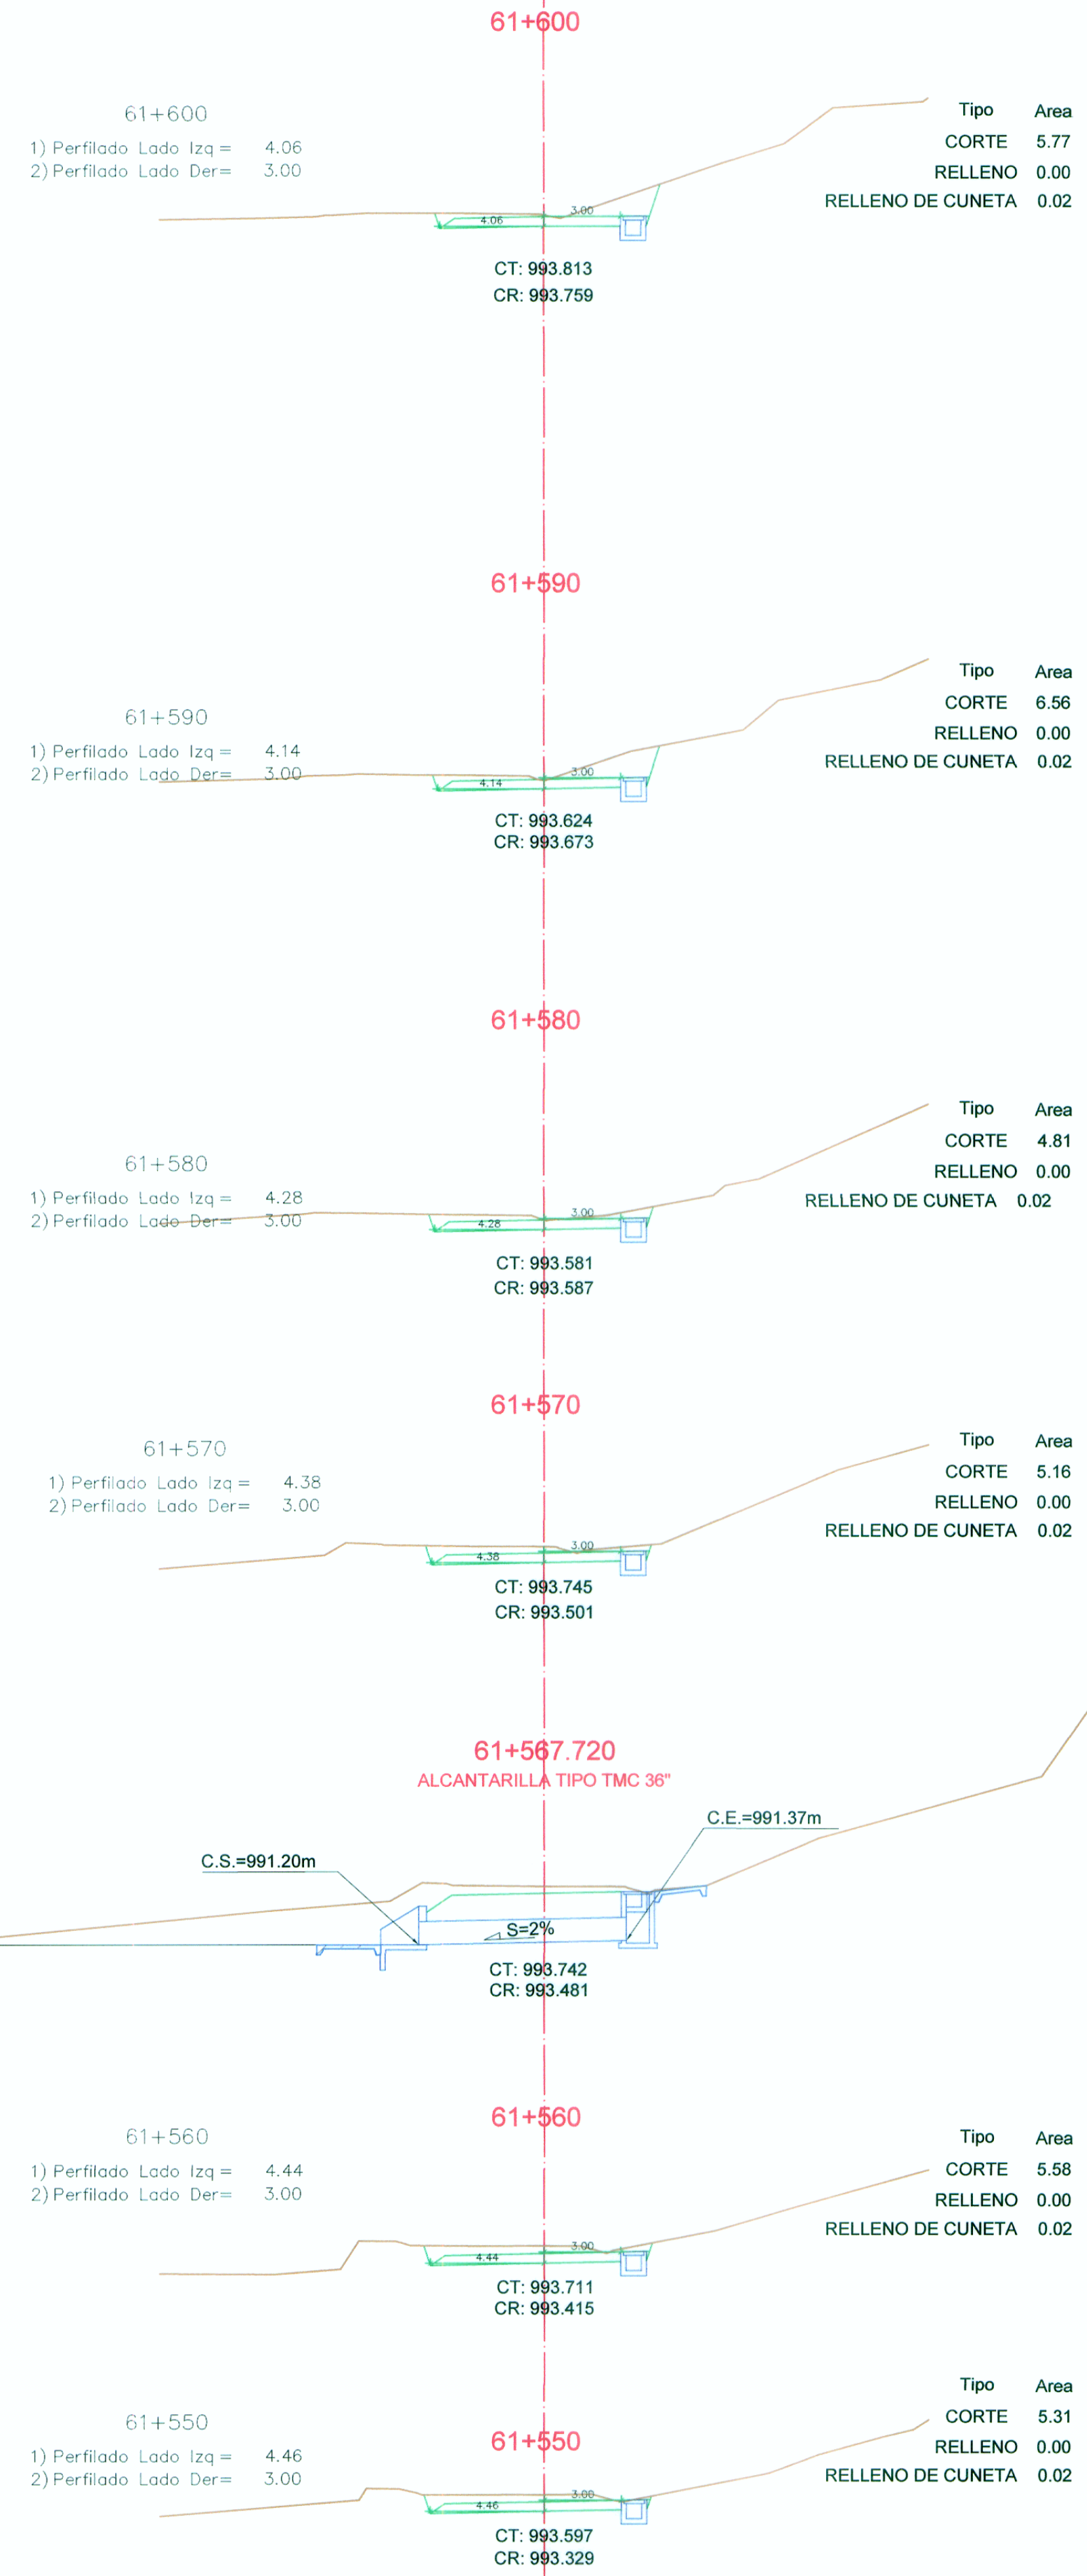 61+600
61+600
1) Perfilado Lado Izq = 4.06
2) Perfilado Lado Der= 3.00
Tipo Area
CORTE 5.77
RELLENO 0.00
RELLENO DE CUNETA 0.02
3.00
4.06
CT: 993.813
CR: 993.759
61+590
61+590
1) Perfilado Lado Izq = 4.14
2) Perfilado Lado Der= 3.00
Tipo Area
CORTE 6.56
RELLENO 0.00
RELLENO DE CUNETA 0.02
3.00
4.14
CT: 993.624
CR: 993.673
61+580
61+580
1) Perfilado Lado Izq = 4.28
2) Perfilado Lado Der= 3.00
Tipo Area
CORTE 4.81
RELLENO 0.00
RELLENO DE CUNETA 0.02
3.00
4.28
CT: 993.581
CR: 993.587
61+570
61+570
1) Perfilado Lado Izq = 4.38
2) Perfilado Lado Der= 3.00
Tipo Area
CORTE 5.16
RELLENO 0.00
RELLENO DE CUNETA 0.02
3.00
4.38
CT: 993.745
CR: 993.501
61+567.720
ALCANTARILLA TIPO TMC 36"
C.E.=991.37m
C.S.=991.20m
S=2%
CT: 993.742
CR: 993.481
61+560
61+560
1) Perfilado Lado Izq = 4.44
2) Perfilado Lado Der= 3.00
Tipo Area
CORTE 5.58
RELLENO 0.00
RELLENO DE CUNETA 0.02
3.00
4.44
CT: 993.711
CR: 993.415
61+550
61+550
1) Perfilado Lado Izq = 4.46
2) Perfilado Lado Der= 3.00
Tipo Area
CORTE 5.31
RELLENO 0.00
RELLENO DE CUNETA 0.02
3.00
4.46
CT: 993.597
CR: 993.329